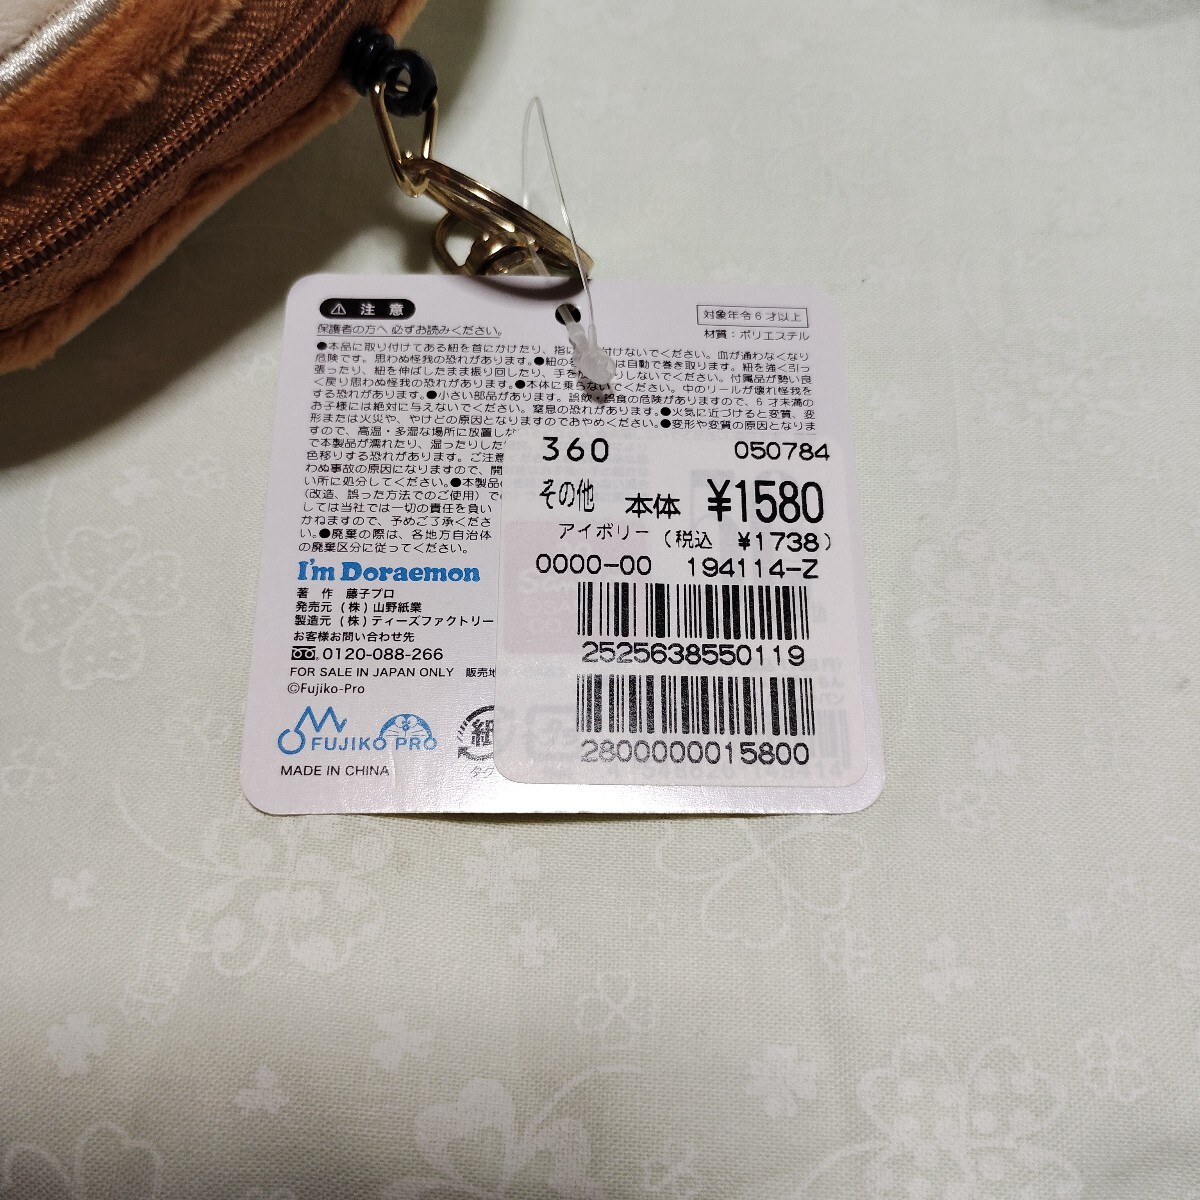 注意
対象年令6才以上
保護者の方へ 必ずお読みください。
材質：ポリエステル
●本品に取り付けてある紐を首にかけたり、指に 付けないでください。血が通わなくなり
危険です。思わぬ怪我の恐れがあります。●紐の は自動で巻き取ります。紐を強く引っ
張ったり、紐を伸ばしたまま振り回したり、手を りしないでください。付属品が勢い良
く戻り思わぬ怪我の恐れがあります。●本体に乗らないでください。中のリールが壊れ怪我を
する恐れがあります。●小さい部品があります。誤飲・誤食の危険がありますので、6才未満の
お子様には絶対に与えないでください。窒息の恐れがあります。●火気に近づけると変質、変
形または火災や、やけどの原因となりますのでおやめください。●変形や変質の原因となりま
すので、高温・多湿な場所に放置しな
で本製品が濡れたり、湿ったりした
色移りする恐れがあります。ご注意
わぬ事故の原因になりますので、開
い所に処分してください。●本製品
（改造、誤った方法でのご使用）で
しては当社では一切の責任を負い
かねますので、予めご了承くださ
い。●廃棄の際は、各地方自治体
の廃棄区分に従ってください。
I'm Doraemon
著 作 藤子プロ
発売元 (株) 山野紙業
製造元 (株) ティーズファクトリー
お客様お問い合わせ先
0120-088-266
FOR SALE IN JAPAN ONLY 販売地
©Fujiko-Pro
FUJIKO PRO
紙
タグ
MADE IN CHINA
360 050784
その他 本体 ¥1580
アイボリー (税込 ¥1738)
0000-00 194114-Z
2525638550119
2800000015800